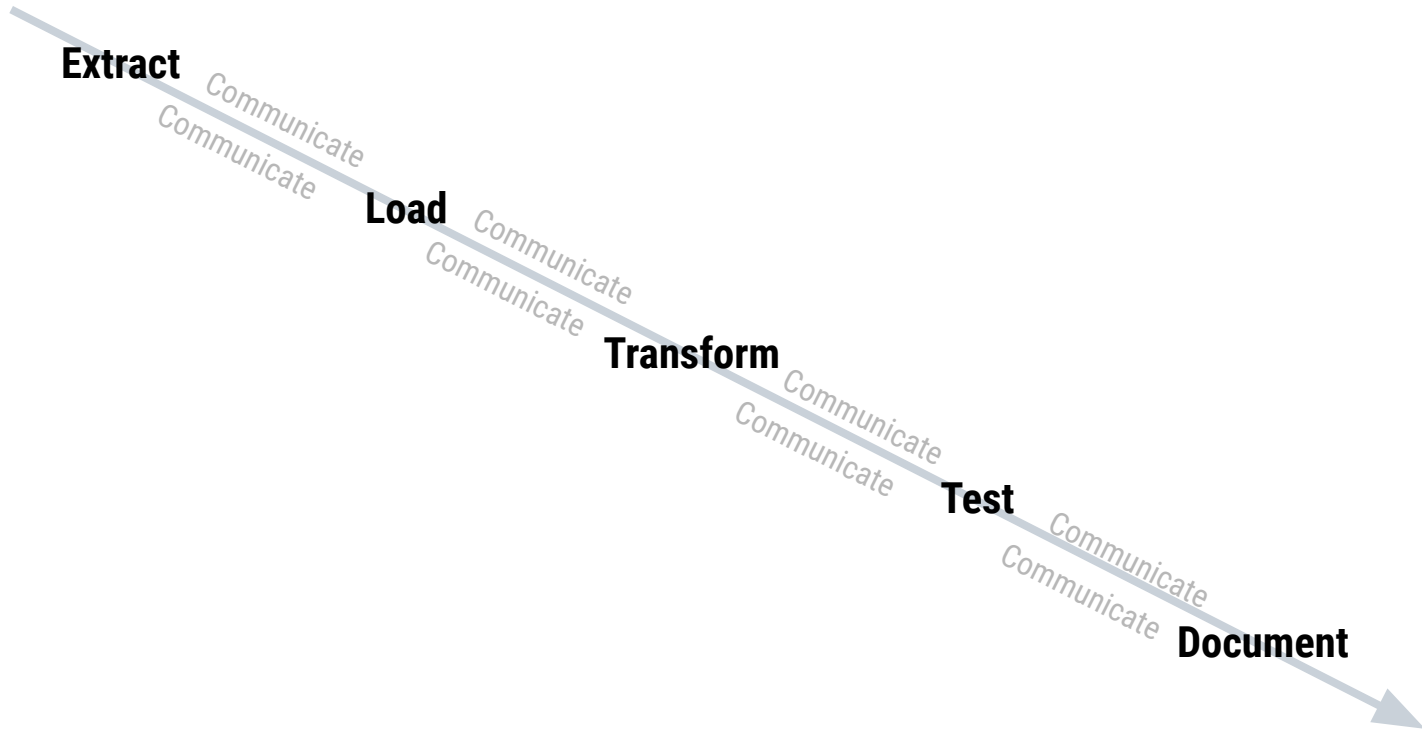 Extract
Communicate
Communicate
Load
Communicate
Communicate
Transform
Communicate
Communicate
Test
Communicate
Communicate
Document